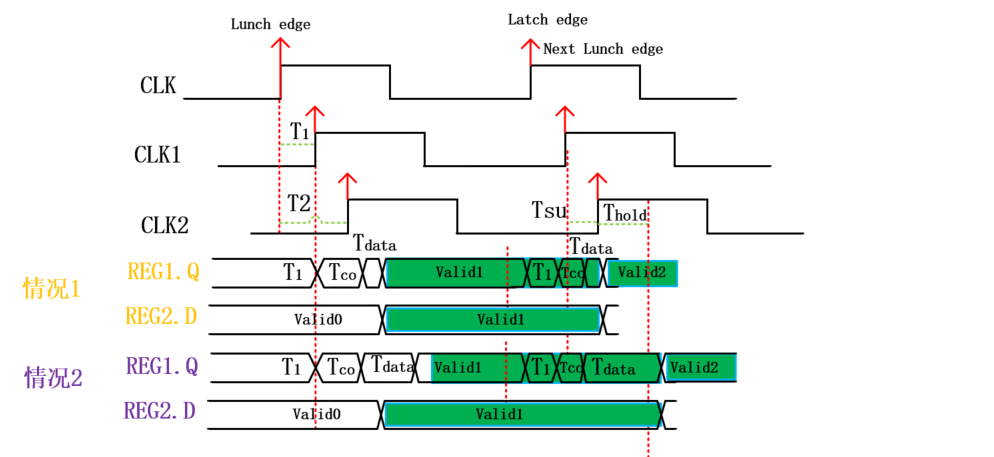 Lunch edge
Latch edge
Next Lunch edge
CLK
T1
CLK1
T2
Tsu
Thold
CLK2
Tdata
Tdata
情况1
REG1.Q
T1
Tco
Valid1
T1
Tco
Valid2
REG2.D
Valid0
Valid1
情况2
REG1.Q
T1
Tco
Tdata
Valid1
T1
Tco
Tdata
Valid2
REG2.D
Valid0
Valid1